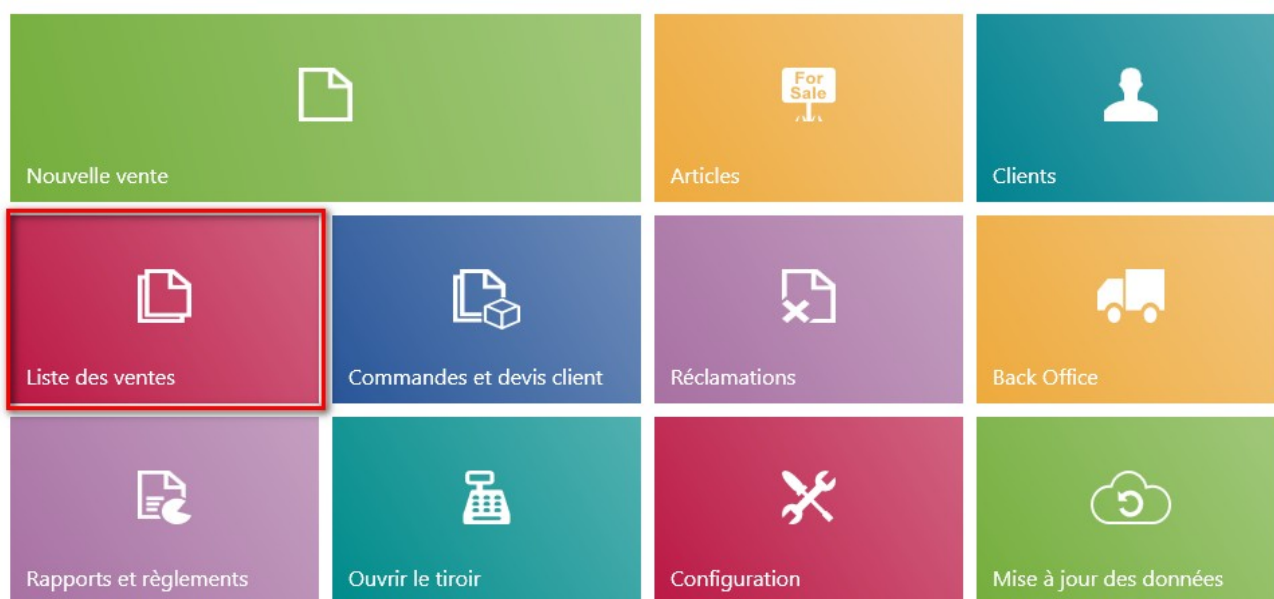 For
Sale
Nouvelle vente
Articles
Clients
Liste des ventes
Commandes et devis client
Réclamations
Back Office
Rapports et règlements
Ouvrir le tiroir
Configuration
Mise à jour des données